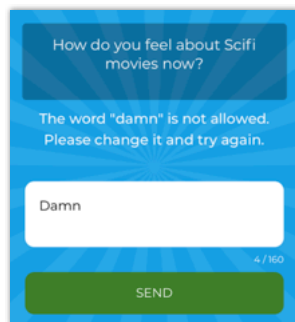 How do you feel about Scifi
movies now?
The word "damn" is not allowed.
Please change it and try again.
Damn
4 / 160
SEND